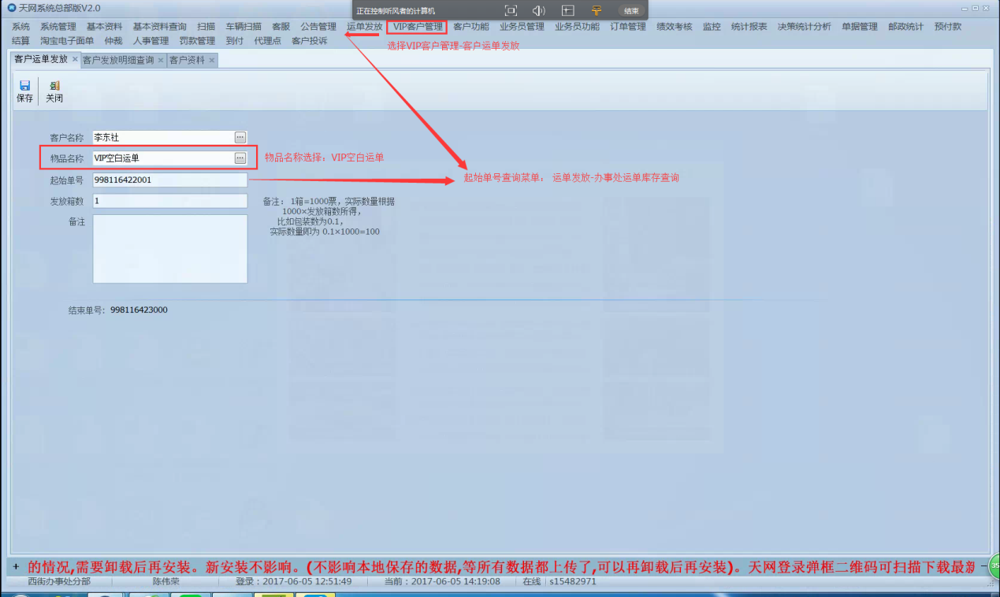 天网系统总部版V2.0
正在控制听风者的计算机
结束
系统 系统管理 基本资料 基本资料查询 扫描 车辆扫描 客服 公告管理 运单发放 VIP客户管理 客户功能 业务员管理 业务员功能 订单管理 绩效考核 监控 统计报表 决策统计分析 单据管理 邮政统计 预付款
结算 淘宝电子面单 仲裁 人事管理 罚款管理 到付 代理点 客户投诉
选择VIP客户管理-客户运单发放
客户运单发放 × 客户发放明细查询 × 客户资料 ×
保存 关闭
客户名称 李东社
物品名称 VIP空白运单
物品名称选择：VIP空白运单
起始单号 998116422001
起始单号查询菜单： 运单发放-办事处运单库存查询
发放箱数 1
备注： 1箱=1000票，实际数量根据
1000×发放箱数所得，
比如包装数为0.1，
实际数量即为 0.1×1000=100
备注
结束单号： 998116423000
+ 的情况,需要卸载后再安装。新安装不影响。(不影响本地保存的数据,等所有数据都上传了,可以再卸载后再安装)。天网登录弹框二维码可扫描下载最新
35
西街办事处分部 陈伟荣 登录：2017-06-05 12:51:49 当前：2017-06-05 14:19:08 在线 s15482971